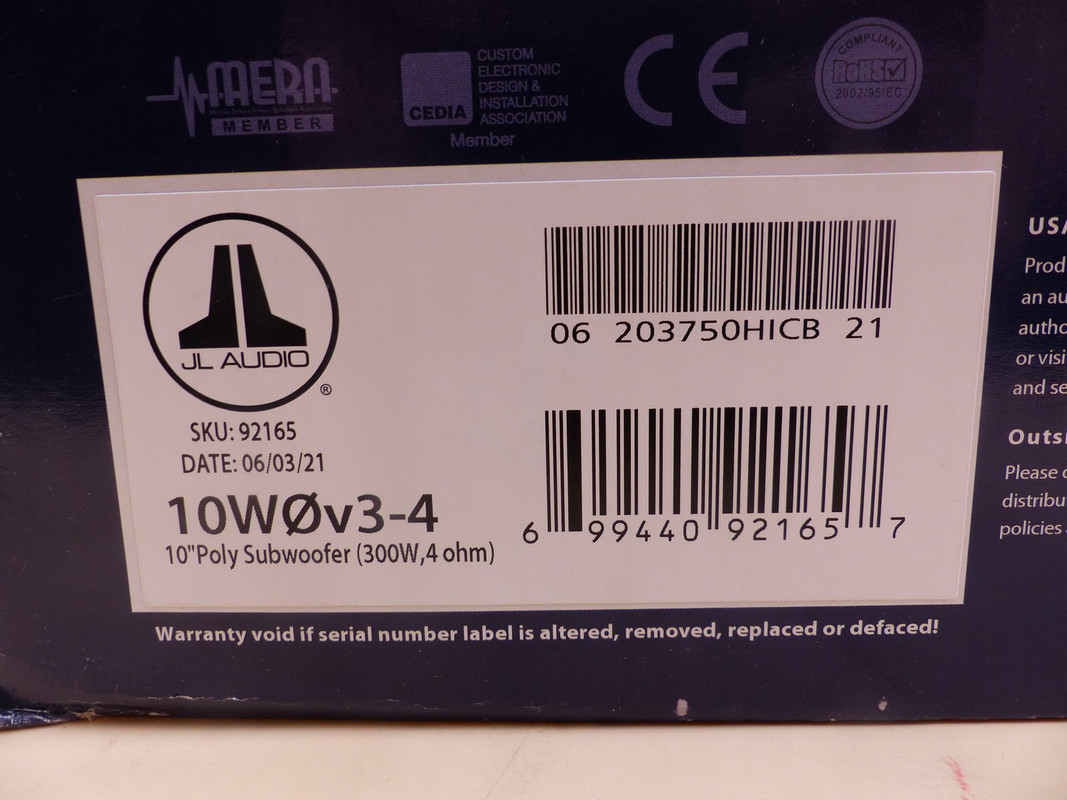 MERA
MEMBER
CEDIA
CUSTOM
ELECTRONIC
DESIGN &
INSTALLATION
ASSOCIATION
Member
CE
COMPLIANT
RoHS
2002/95/EC
JL AUDIO
®
SKU: 92165
DATE: 06/03/21
10WØv3-4
10"Poly Subwoofer (300W,4 ohm)
06 203750HICB 21
6 99440 92165 7
Warranty void if serial number label is altered, removed, replaced or defaced!
USA
Prod
an au
autho
or visi
and se
Outsi
Please
distribu
policies